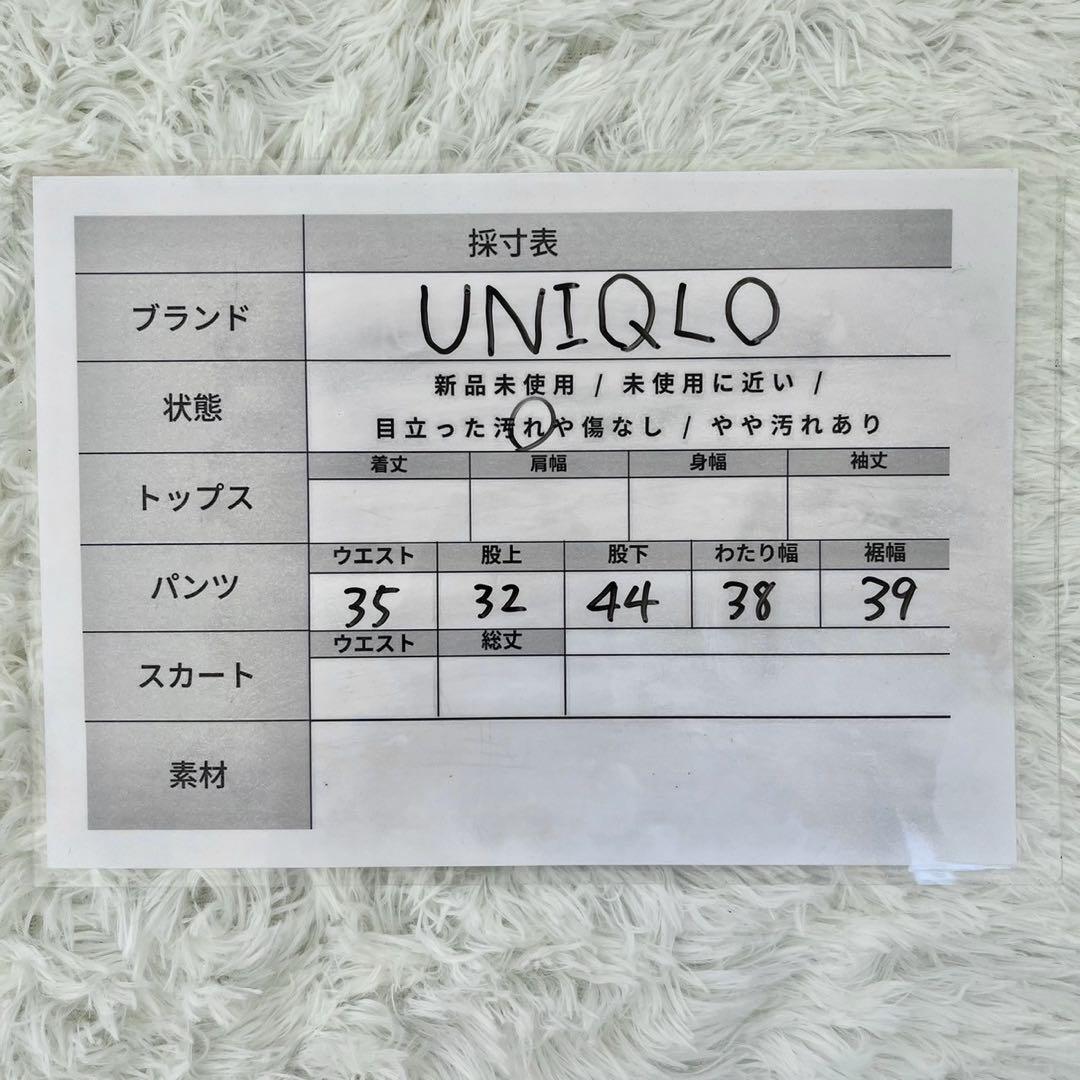 採寸表
ブランド UNIQLO
状態 新品未使用 / 未使用に近い /
目立った汚れや傷なし / やや汚れあり
トップス 着丈 肩幅 身幅 袖丈
パンツ ウエスト 股上 股下 わたり幅 裾幅
35 32 44 38 39
スカート ウエスト 総丈
素材